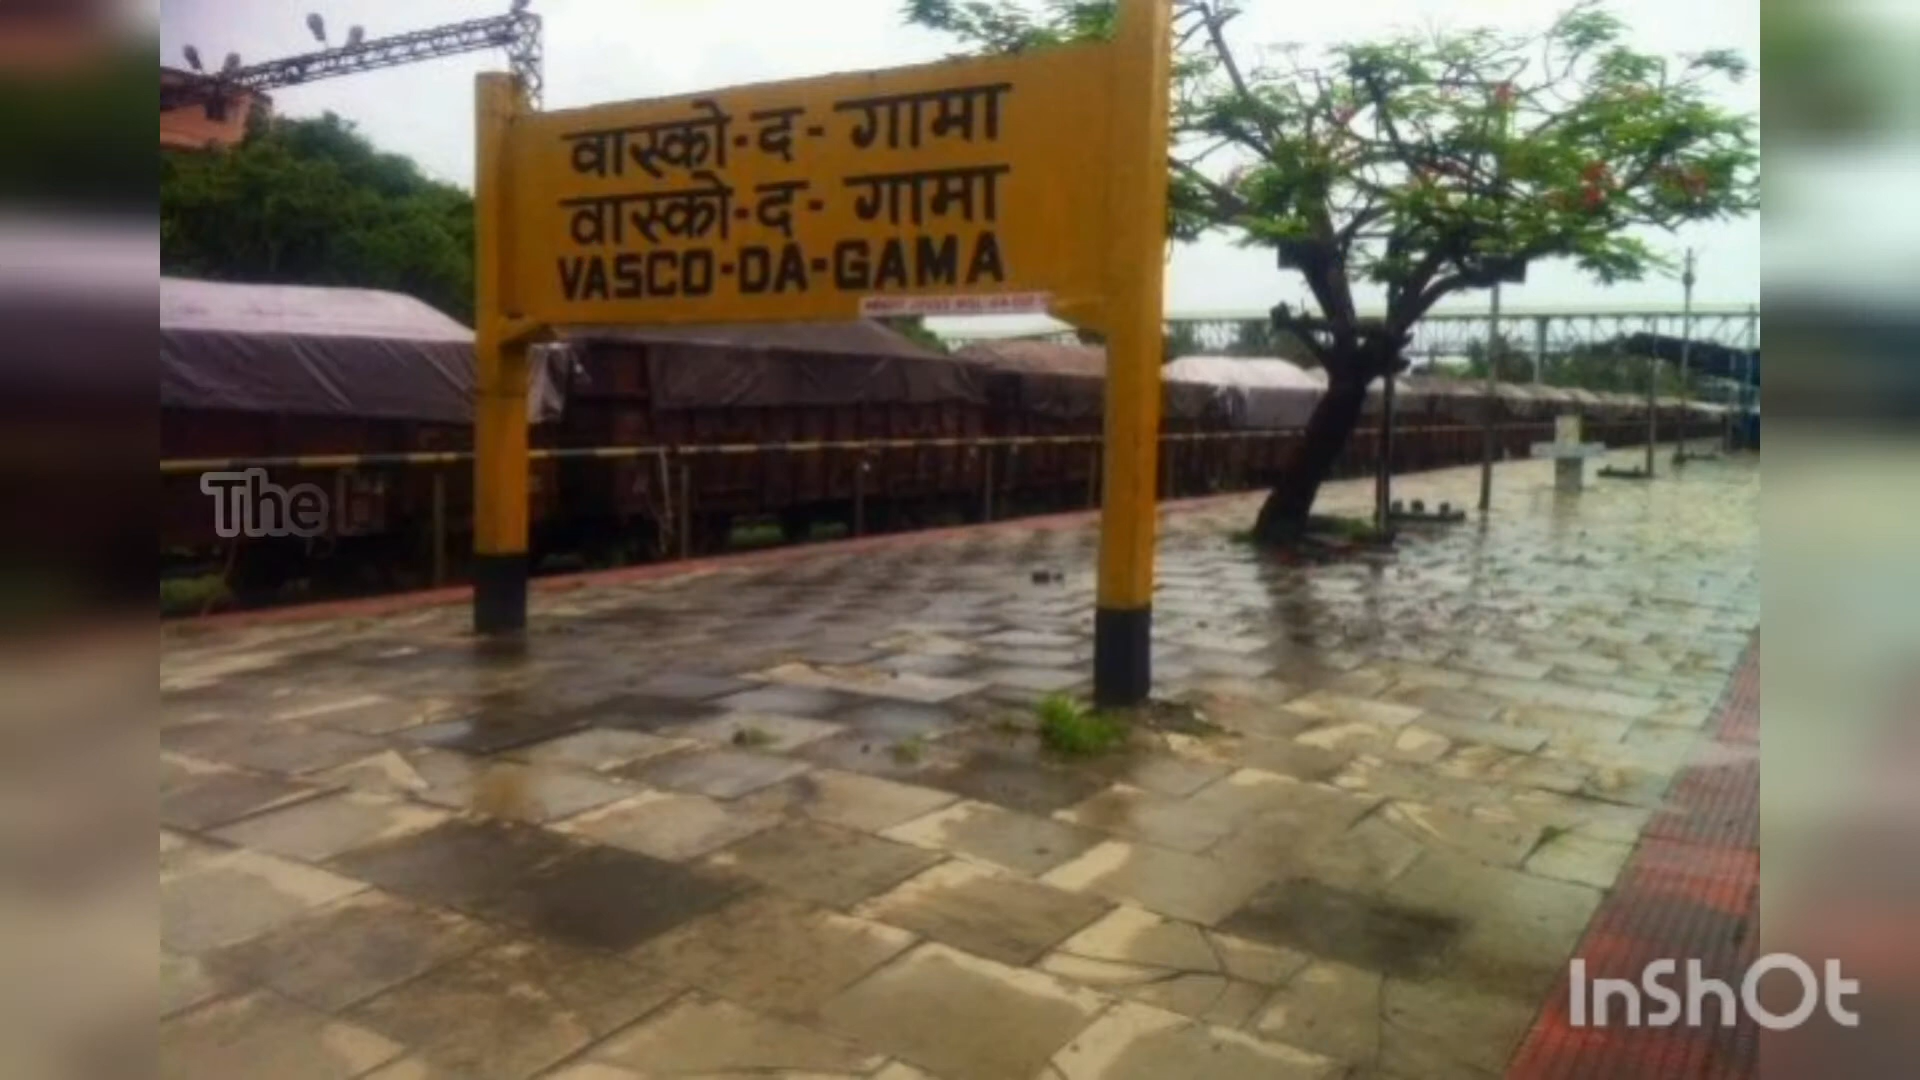 वास्को-द- गामा
वास्को-द- गामा
VASCO-DA-GAMA
The
InShOt